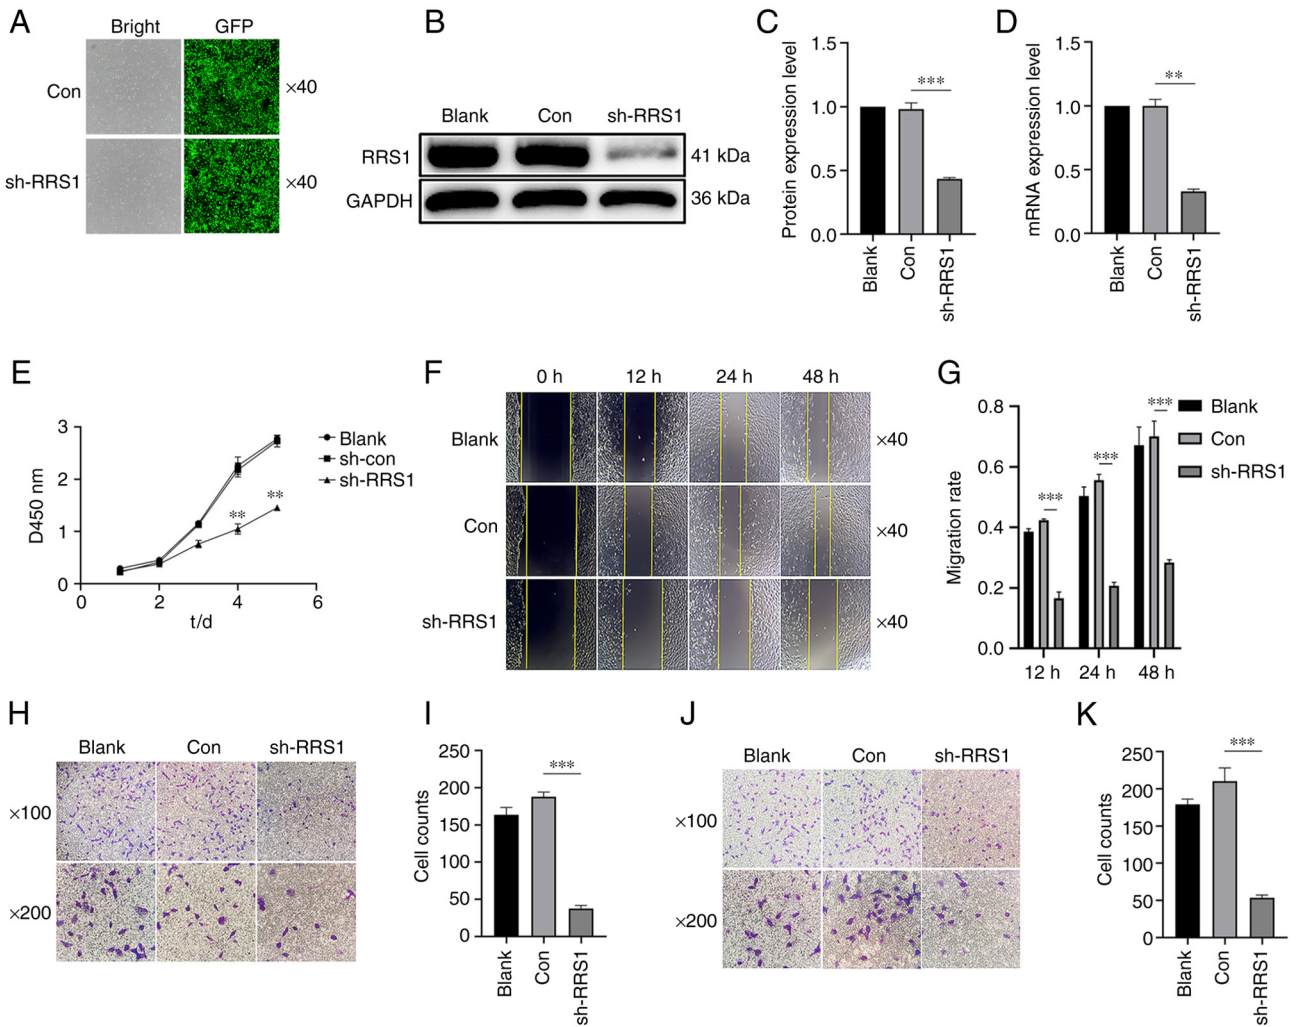 A
Bright GFP
Con ×40
sh-RRS1 ×40
B
Blank Con sh-RRS1
RRS1 41 kDa
GAPDH 36 kDa
C
Protein expression level
1.5
1.0
0.5
0.0
***
Blank Con sh-RRS1
D
mRNA expression level
1.5
1.0
0.5
0.0
**
Blank Con sh-RRS1
E
D450 nm
3
2
1
0
0 2 4 6
t/d
** **
Blank
sh-con
sh-RRS1
F
0 h 12 h 24 h 48 h
Blank ×40
Con ×40
sh-RRS1 ×40
G
Migration rate
0.8
0.6
0.4
0.2
0.0
*** *** ***
12 h 24 h 48 h
Blank
Con
sh-RRS1
H
Blank Con sh-RRS1
×100
×200
I
Cell counts
250
200
150
100
50
0
***
Blank Con sh-RRS1
J
Blank Con sh-RRS1
×100
×200
K
Cell counts
250
200
150
100
50
0
***
Blank Con sh-RRS1